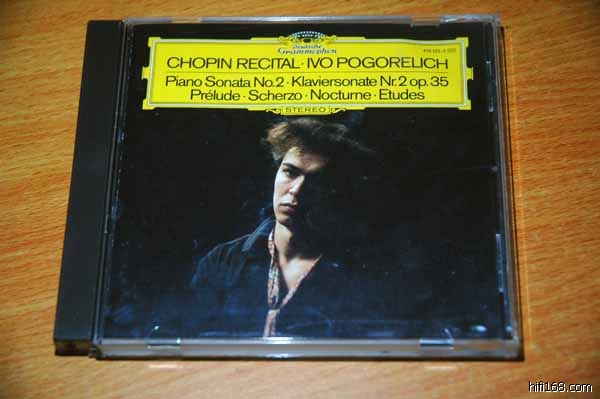 Deutsche
Grammophon
CHOPIN RECITAL · IVO POGORELICH
Piano Sonata No.2 · Klaviersonate Nr.2 op.35
Prélude · Scherzo · Nocturne · Etudes
STEREO
hifi168.com